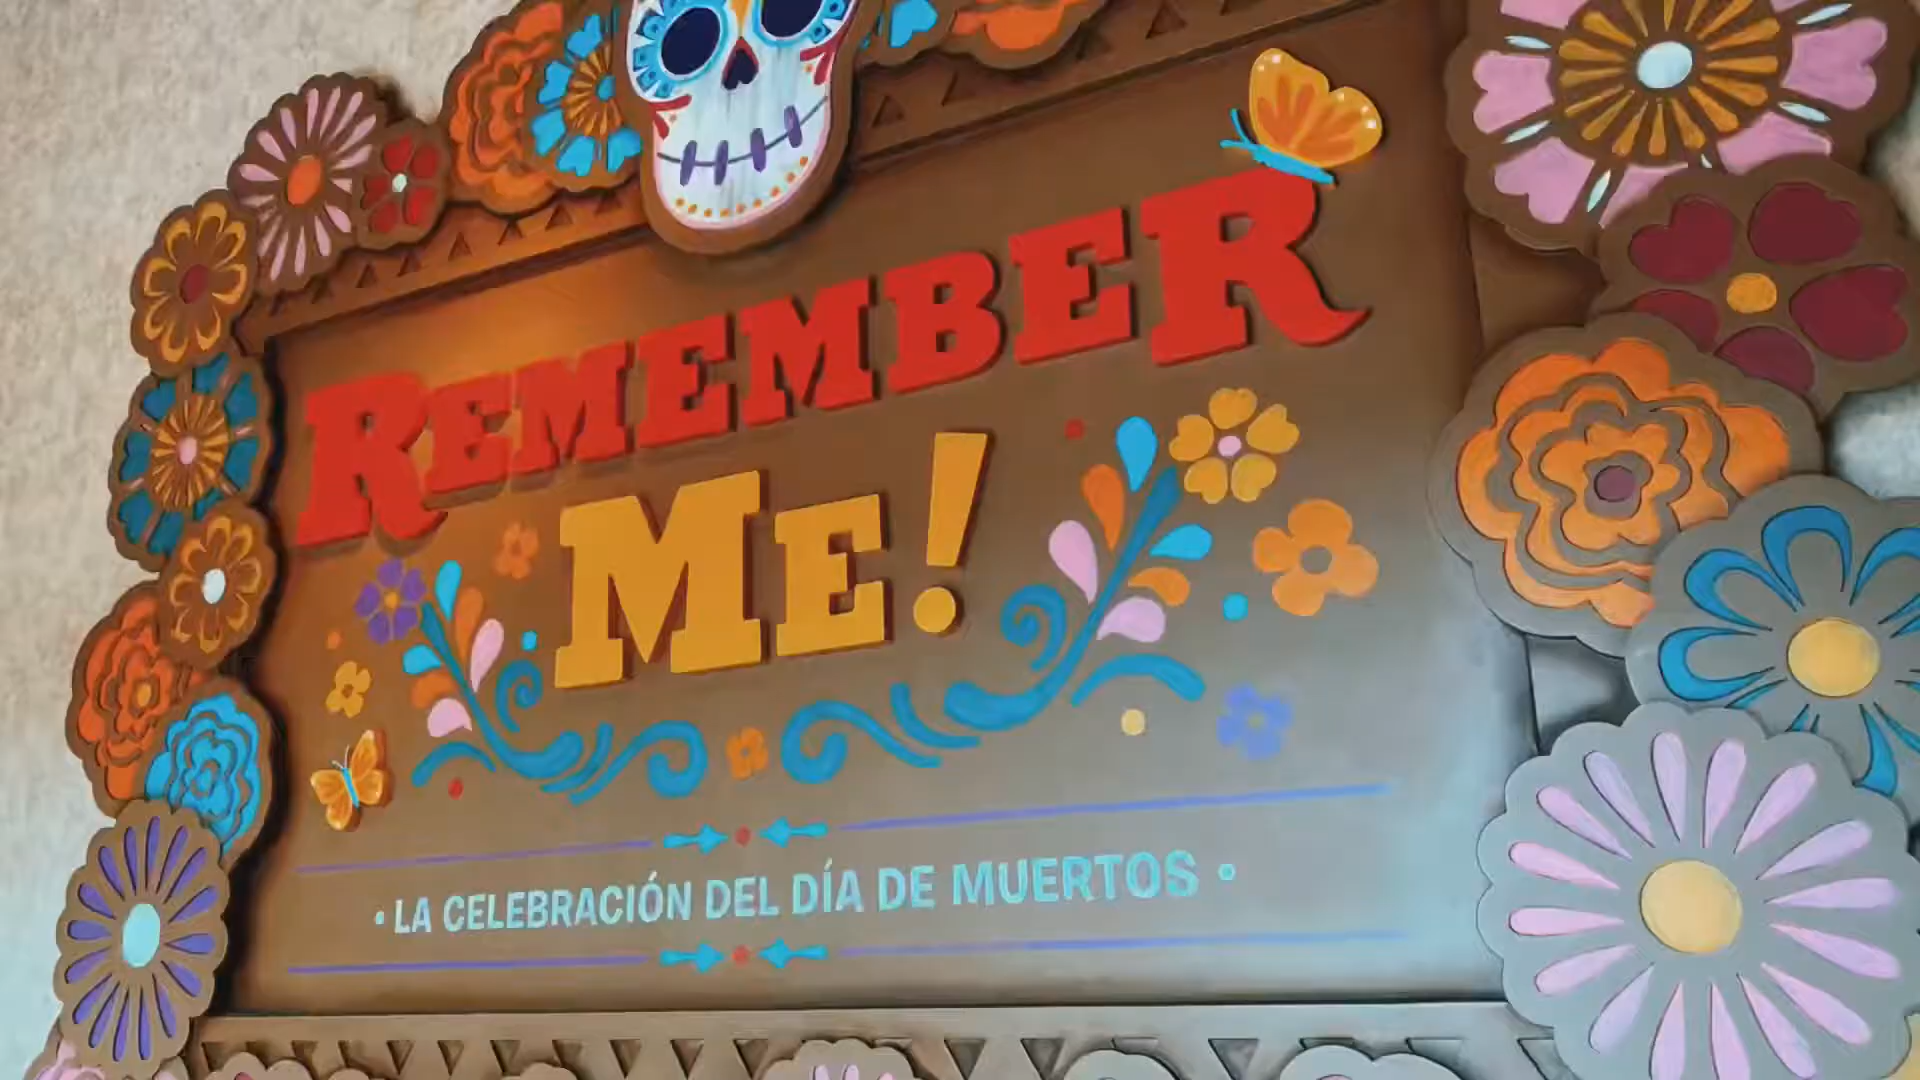 REMEMBER
ME!
• LA CELEBRACIÓN DEL DÍA DE MUERTOS •